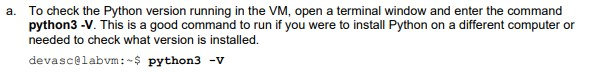 a. To check the Python version running in the VM, open a terminal window and enter the command
python3 -V. This is a good command to run if you were to install Python on a different computer or
needed to check what version is installed.
devasc@labvm:~$ python3 -V